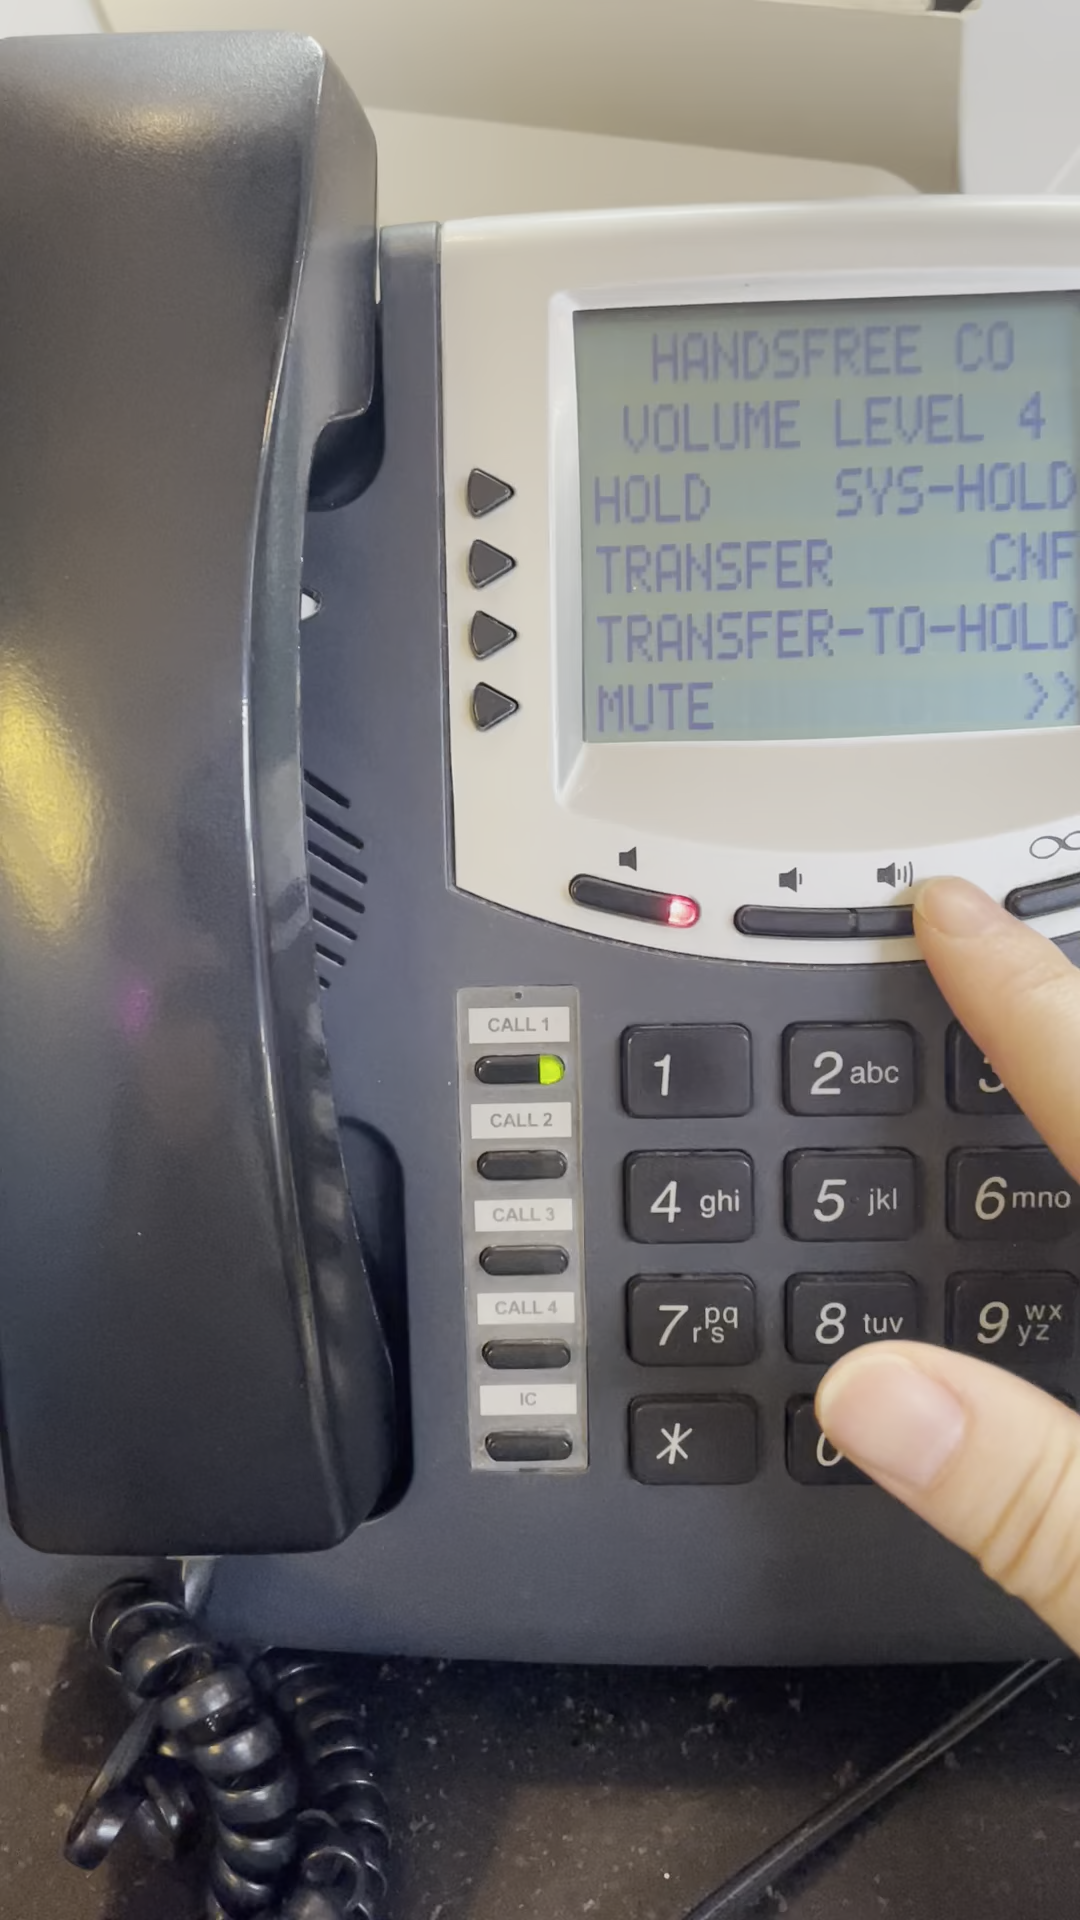 HANDSFREE CO
VOLUME LEVEL 4
HOLD SYS-HOLD
TRANSFER CNF
TRANSFER-TO-HOLD
MUTE >>
CALL 1
CALL 2
CALL 3
CALL 4
IC
1 2 abc 3
4 ghi 5 jkl 6 mno
7 pqrs 8 tuv 9 wxyz
* 0